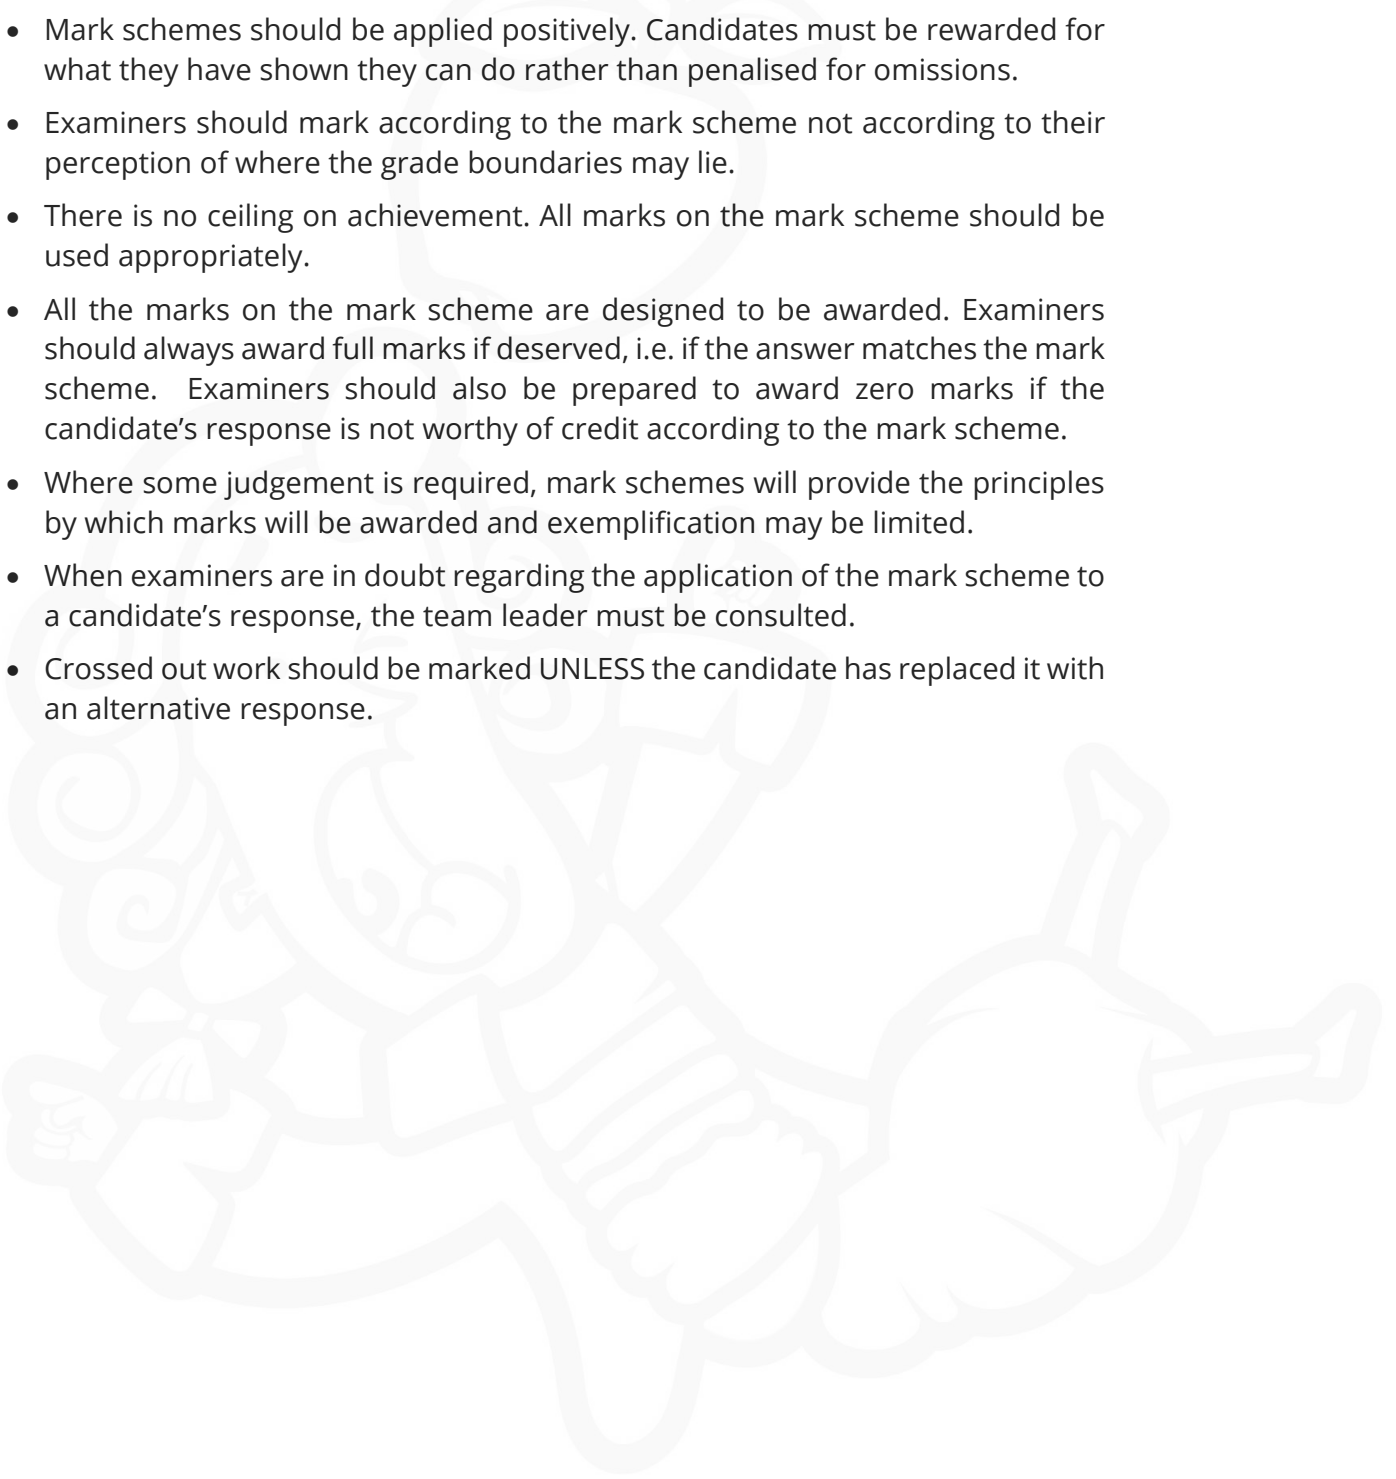 • Mark schemes should be applied positively. Candidates must be rewarded for
what they have shown they can do rather than penalised for omissions.
• Examiners should mark according to the mark scheme not according to their
perception of where the grade boundaries may lie.
• There is no ceiling on achievement. All marks on the mark scheme should be
used appropriately.
• All the marks on the mark scheme are designed to be awarded. Examiners
should always award full marks if deserved, i.e. if the answer matches the mark
scheme. Examiners should also be prepared to award zero marks if the
candidate’s response is not worthy of credit according to the mark scheme.
• Where some judgement is required, mark schemes will provide the principles
by which marks will be awarded and exemplification may be limited.
• When examiners are in doubt regarding the application of the mark scheme to
a candidate’s response, the team leader must be consulted.
• Crossed out work should be marked UNLESS the candidate has replaced it with
an alternative response.